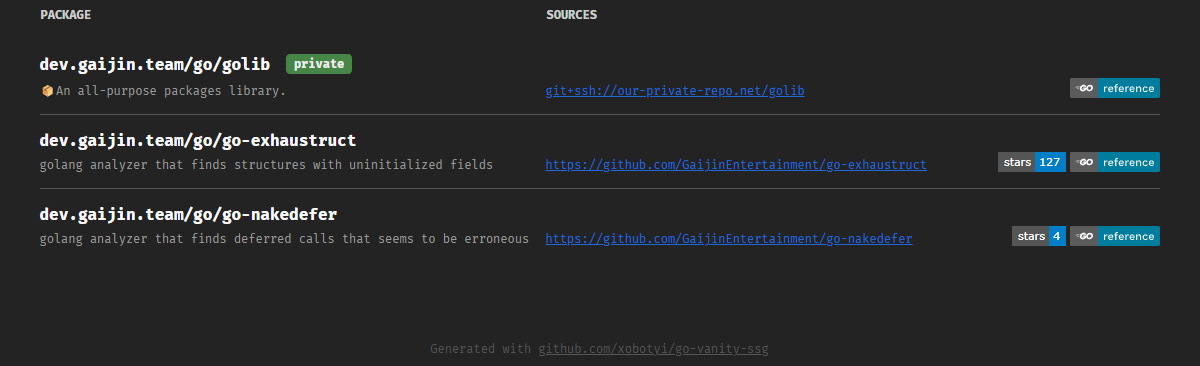 PACKAGE SOURCES
dev.gaijin.team/go/golib private
📦An all-purpose packages library. git+ssh://our-private-repo.net/golib GO reference
dev.gaijin.team/go/go-exhaustruct
golang analyzer that finds structures with uninitialized fields https://github.com/GaijinEntertainment/go-exhaustruct stars 127 GO reference
dev.gaijin.team/go/go-nakedefer
golang analyzer that finds deferred calls that seems to be erroneous https://github.com/GaijinEntertainment/go-nakedefer stars 4 GO reference
Generated with github.com/xobotyi/go-vanity-ssg